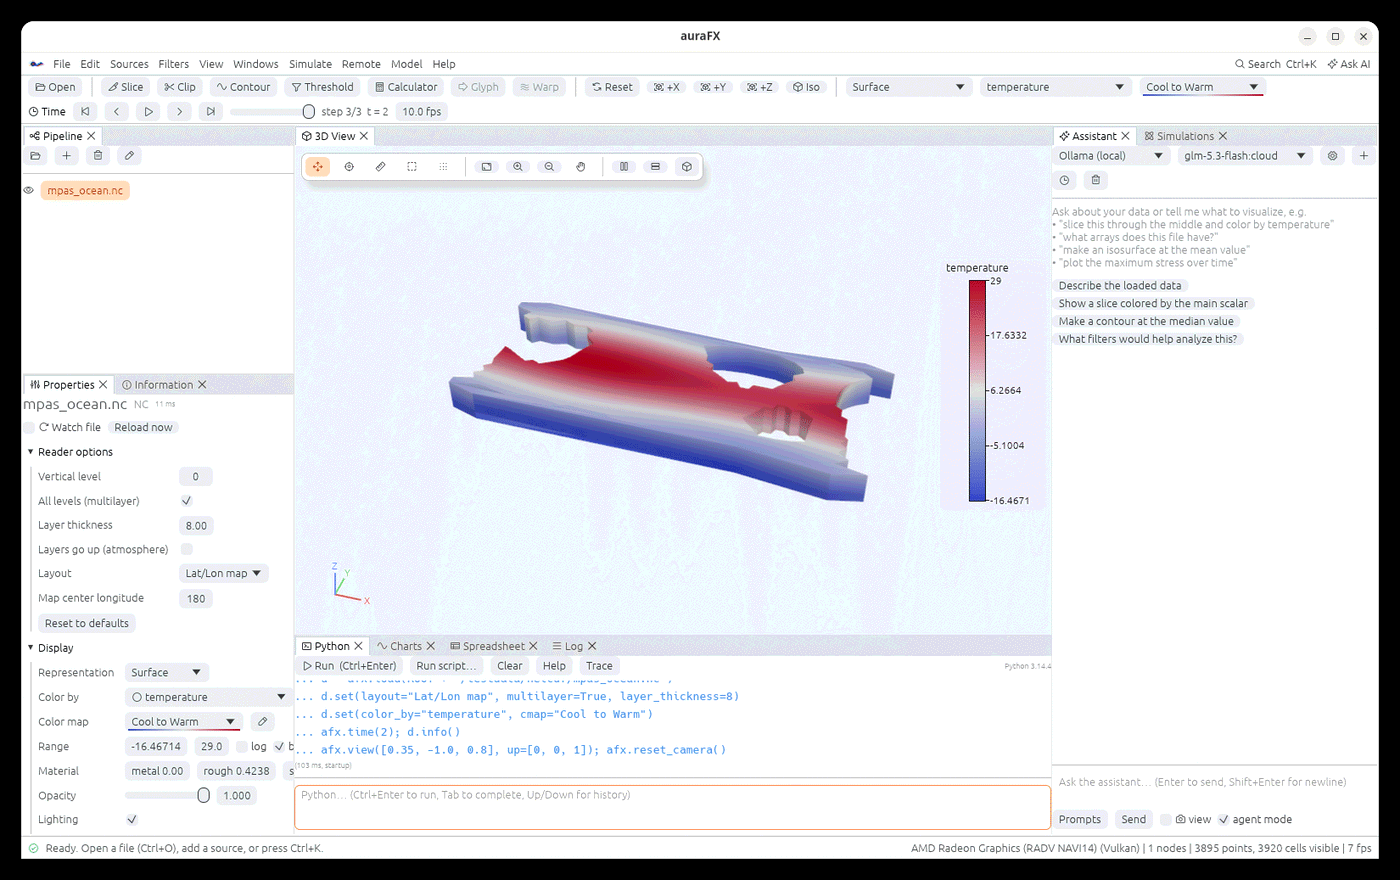 auraFX
File Edit Sources Filters View Windows Simulate Remote Model Help
Search Ctrl+K Ask AI
Open Slice Clip Contour Threshold Calculator Glyph Warp Reset +X +Y +Z Iso Surface temperature Cool to Warm
Time step 3/3 t = 2 10.0 fps
Pipeline
3D View
Assistant Simulations
Ollama (local) glm-5.3-flash:cloud
mpas_ocean.nc
Ask about your data or tell me what to visualize, e.g.
• "slice this through the middle and color by temperature"
• "what arrays does this file have?"
• "make an isosurface at the mean value"
• "plot the maximum stress over time"
Describe the loaded data
Show a slice colored by the main scalar
Make a contour at the median value
What filters would help analyze this?
temperature
29
17.6332
6.2664
-5.1004
-16.4671
Z
Y
X
Properties Information
mpas_ocean.nc NC 11 ms
Watch file Reload now
Reader options
Vertical level 0
All levels (multilayer)
Layer thickness 8.00
Layers go up (atmosphere)
Layout Lat/Lon map
Map center longitude 180
Reset to defaults
Display
Representation Surface
Color by temperature
Color map Cool to Warm
Range -16.46714 29.0 log
Material metal 0.00 rough 0.4238
Opacity 1.000
Lighting
Python Charts Spreadsheet Log
Run (Ctrl+Enter) Run script... Clear Help Trace
Python 3.14.4
... d.set(layout="Lat/Lon map", multilayer=True, layer_thickness=8)
... d.set(color_by="temperature", cmap="Cool to Warm")
... afx.time(2); d.info()
... afx.view([0.35, -1.0, 0.8], up=[0, 0, 1]); afx.reset_camera()
(103 ms, startup)
Python... (Ctrl+Enter to run, Tab to complete, Up/Down for history)
Ask the assistant... (Enter to send, Shift+Enter for newline)
Prompts Send view agent mode
Ready. Open a file (Ctrl+O), add a source, or press Ctrl+K.
AMD Radeon Graphics (RADV NAVI14) (Vulkan) | 1 nodes | 3895 points, 3920 cells visible | 7 fps